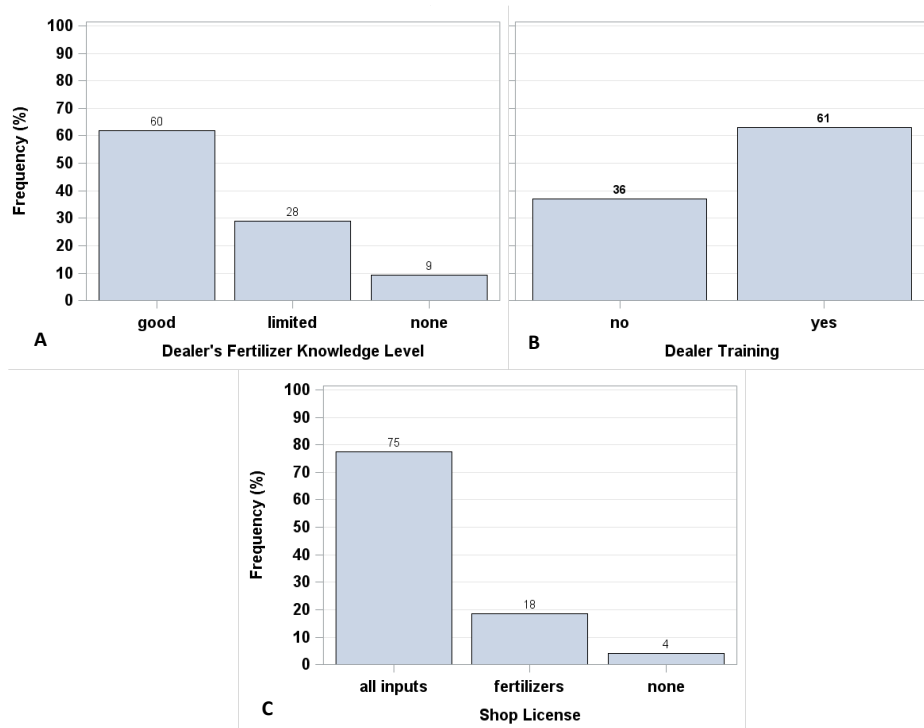 Frequency (%)
100
90
80
70
60
50
40
30
20
10
0
60
28
9
good
limited
none
A
Dealer's Fertilizer Knowledge Level
36
61
no
yes
B
Dealer Training
Frequency (%)
100
90
80
70
60
50
40
30
20
10
0
75
18
4
all inputs
fertilizers
none
C
Shop License